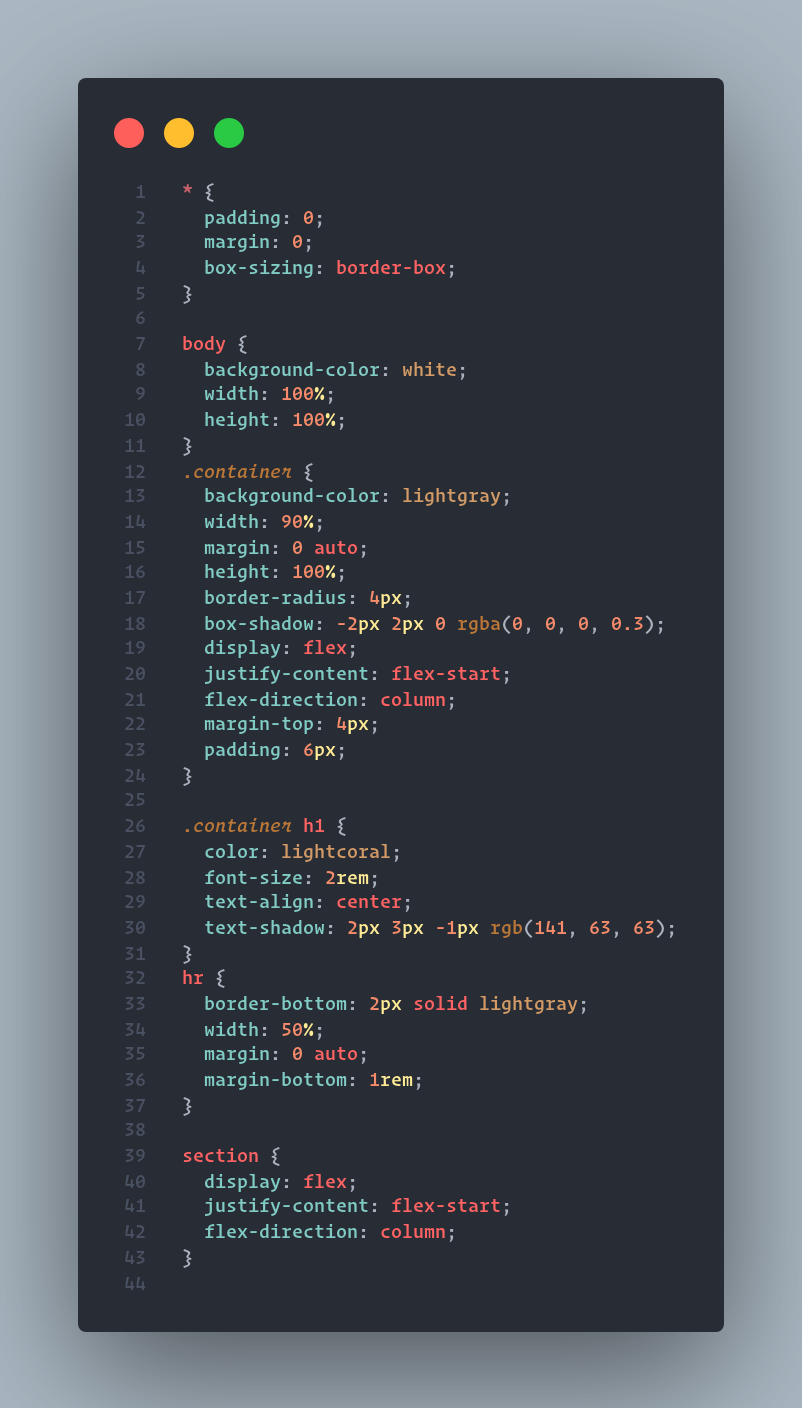 1 * {
2 padding: 0;
3 margin: 0;
4 box-sizing: border-box;
5 }
6
7 body {
8 background-color: white;
9 width: 100%;
10 height: 100%;
11 }
12 .container {
13 background-color: lightgray;
14 width: 90%;
15 margin: 0 auto;
16 height: 100%;
17 border-radius: 4px;
18 box-shadow: -2px 2px 0 rgba(0, 0, 0, 0.3);
19 display: flex;
20 justify-content: flex-start;
21 flex-direction: column;
22 margin-top: 4px;
23 padding: 6px;
24 }
25
26 .container h1 {
27 color: lightcoral;
28 font-size: 2rem;
29 text-align: center;
30 text-shadow: 2px 3px -1px rgb(141, 63, 63);
31 }
32 hr {
33 border-bottom: 2px solid lightgray;
34 width: 50%;
35 margin: 0 auto;
36 margin-bottom: 1rem;
37 }
38
39 section {
40 display: flex;
41 justify-content: flex-start;
42 flex-direction: column;
43 }
44